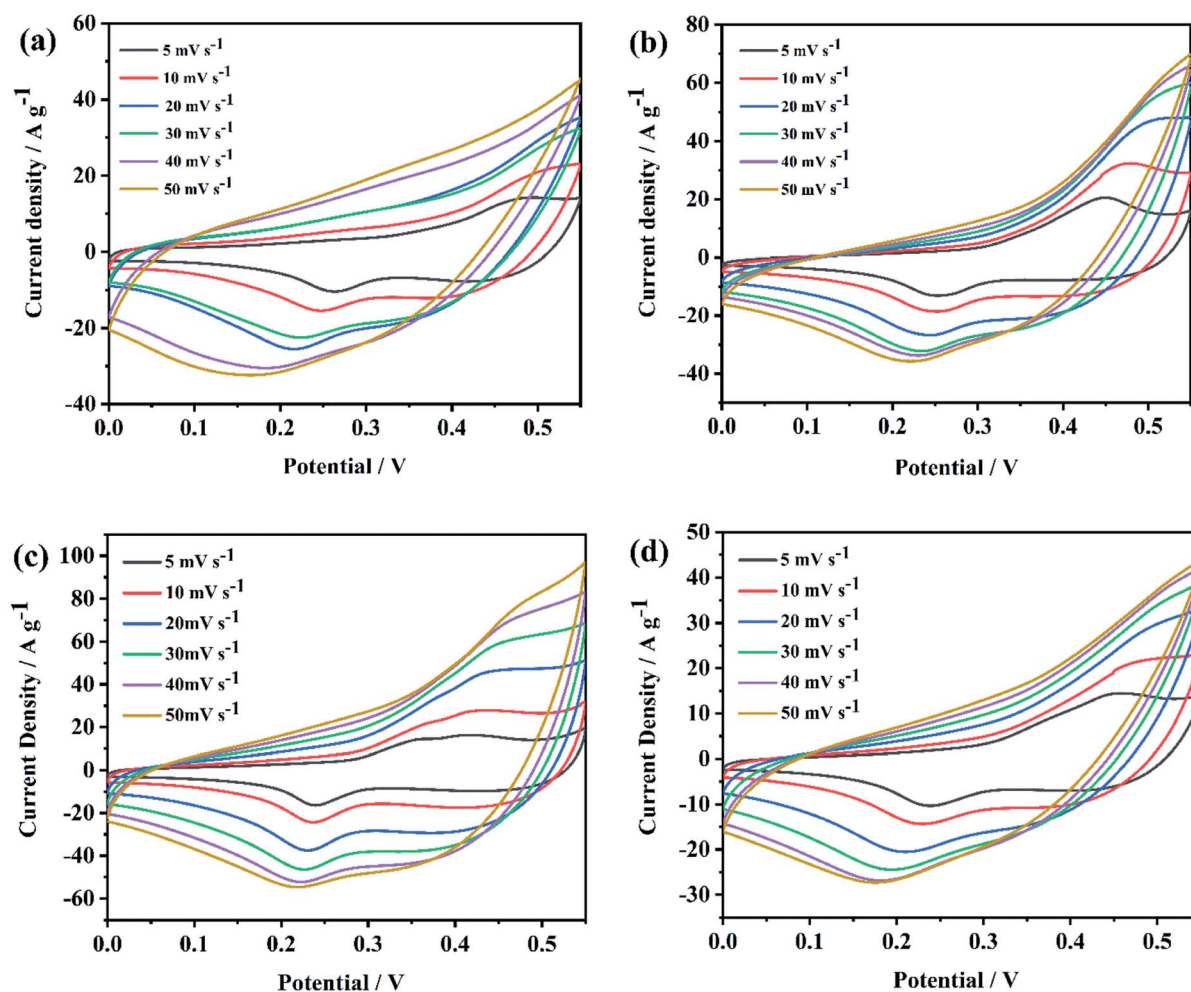 (a)
5 mV s-1
10 mV s-1
20 mV s-1
30 mV s-1
40 mV s-1
50 mV s-1
Current density / A g-1
60
40
20
0
-20
-40
0.0 0.1 0.2 0.3 0.4 0.5
Potential / V
(b)
5 mV s-1
10 mV s-1
20 mV s-1
30 mV s-1
40 mV s-1
50 mV s-1
Current density / A g-1
80
60
40
20
0
-20
-40
0.0 0.1 0.2 0.3 0.4 0.5
Potential / V
(c)
5 mV s-1
10 mV s-1
20mV s-1
30mV s-1
40mV s-1
50mV s-1
Current Density / A g-1
100
80
60
40
20
0
-20
-40
-60
0.0 0.1 0.2 0.3 0.4 0.5
Potential / V
(d)
5 mV s-1
10 mV s-1
20 mV s-1
30 mV s-1
40 mV s-1
50 mV s-1
Current Density / A g-1
50
40
30
20
10
0
-10
-20
-30
0.0 0.1 0.2 0.3 0.4 0.5
Potential / V